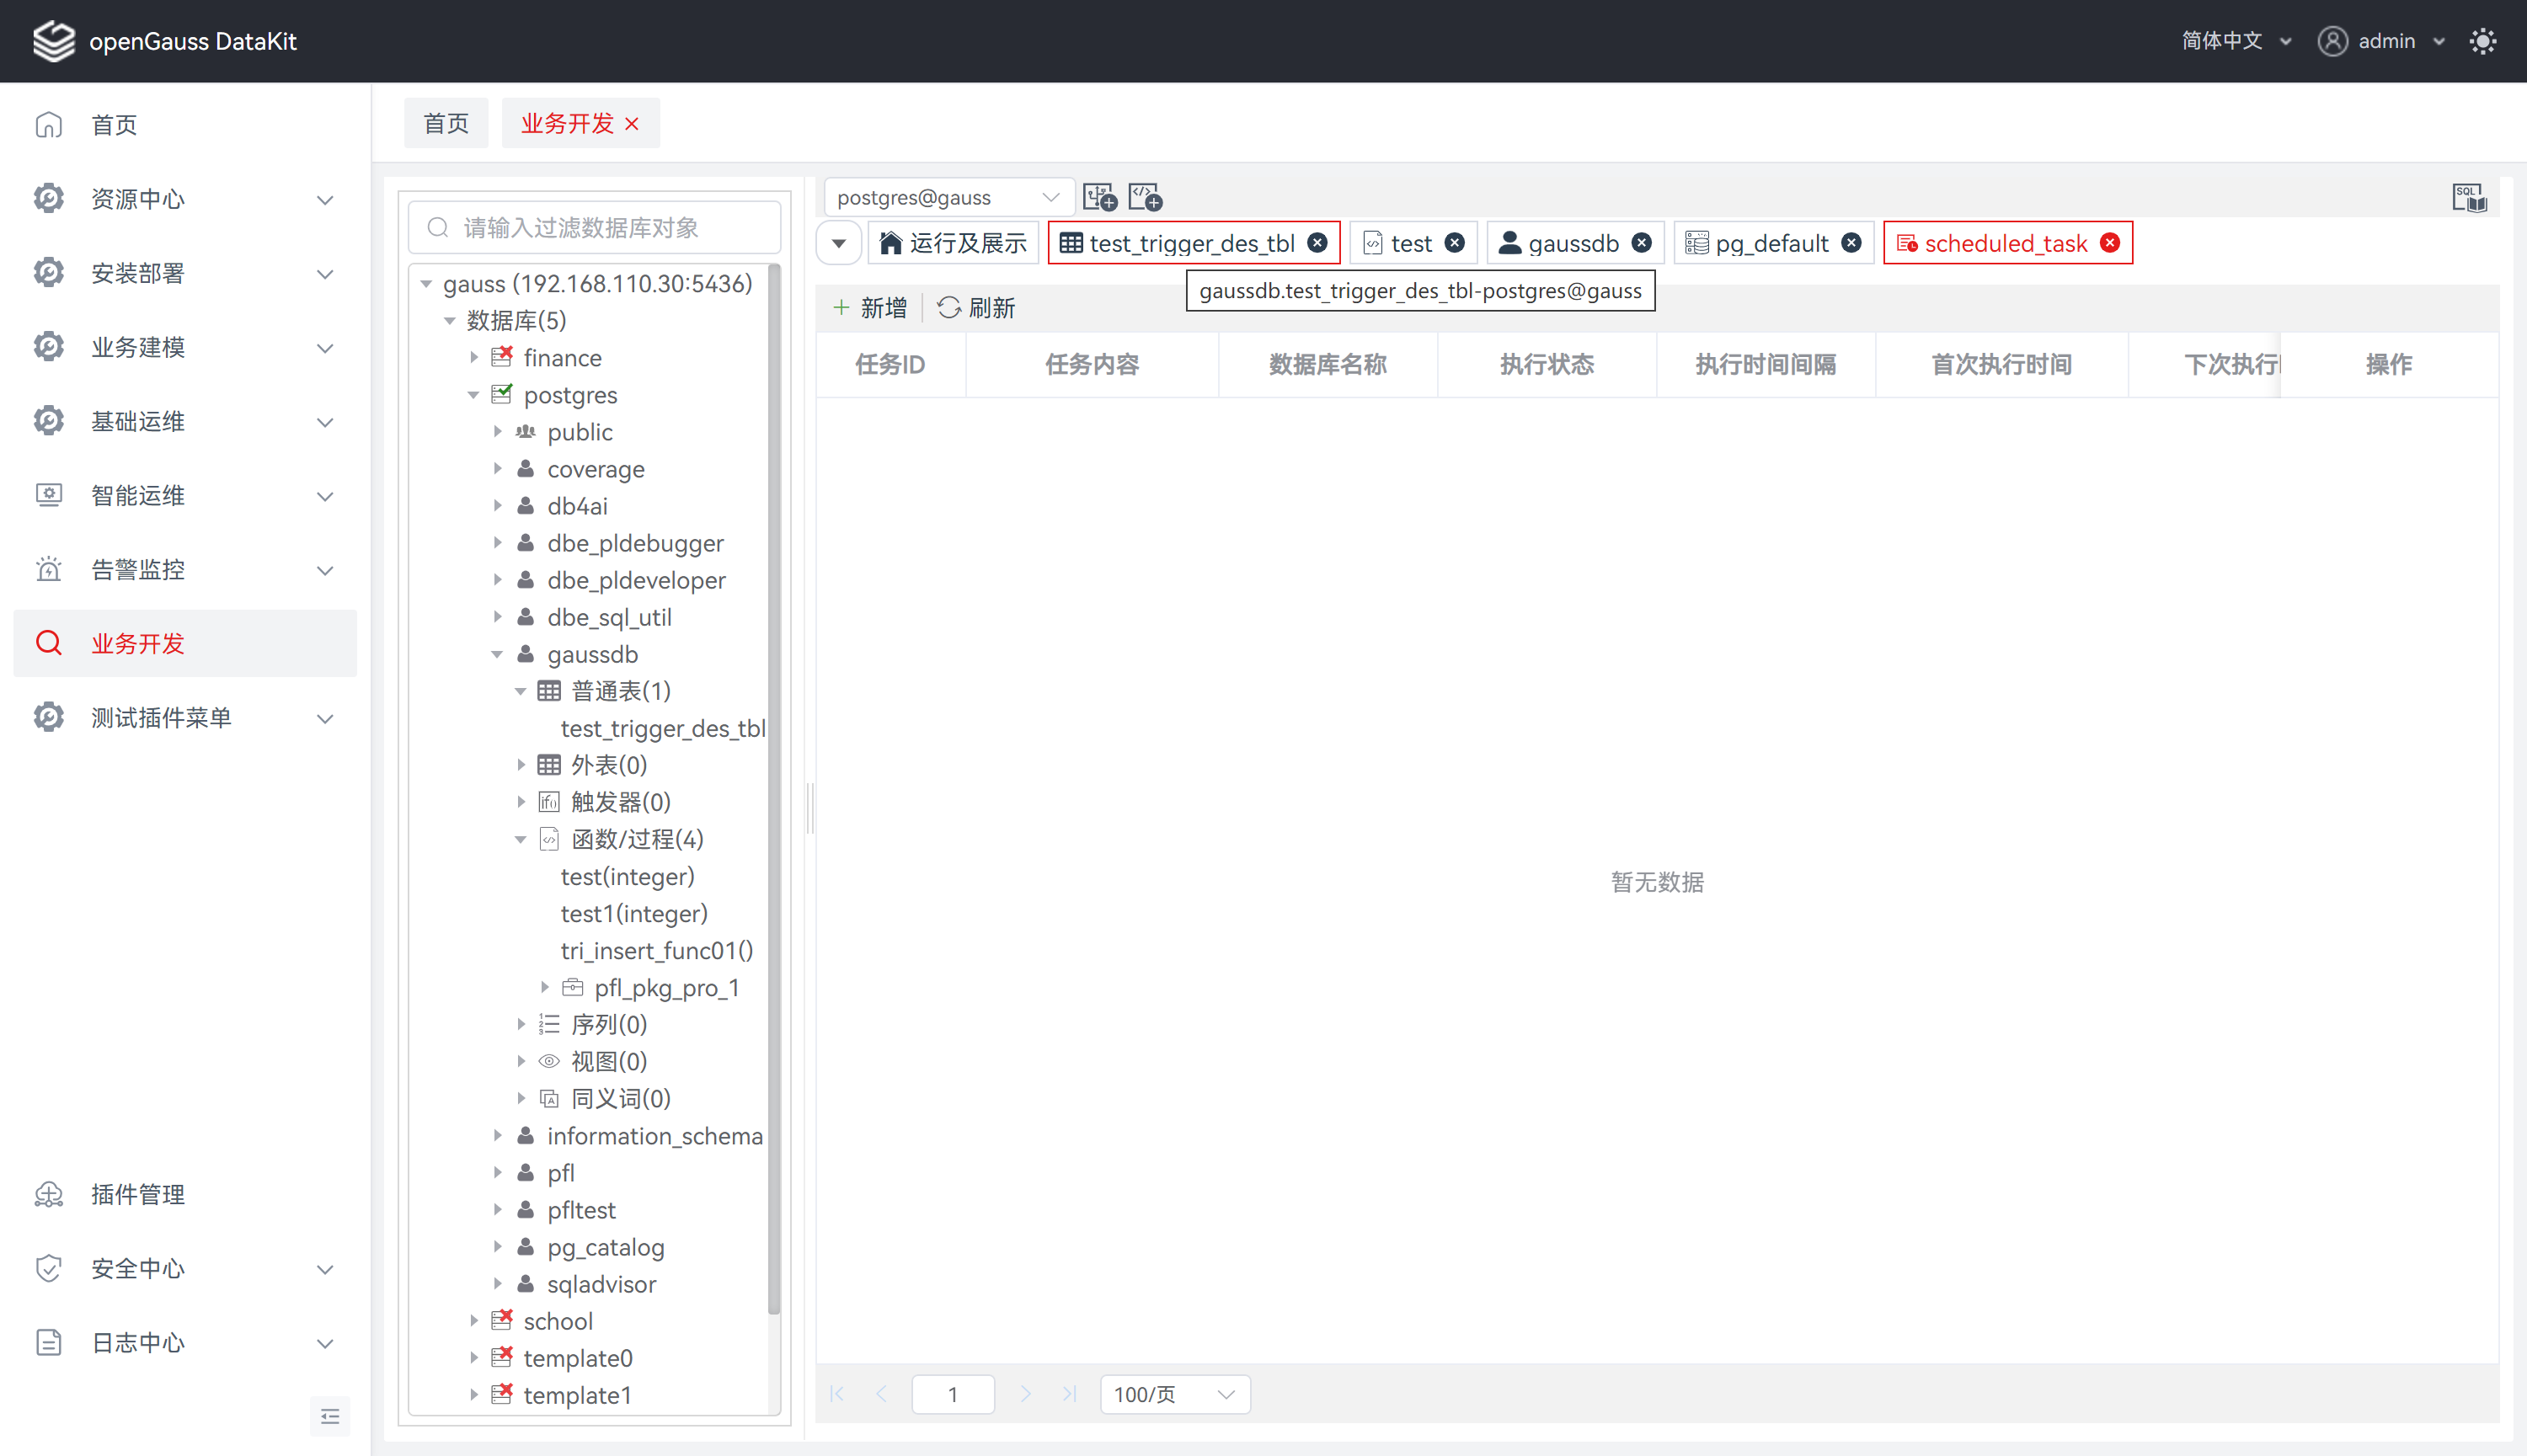 openGauss DataKit
简体中文
admin
首页
资源中心
安装部署
业务建模
基础运维
智能运维
告警监控
业务开发
测试插件菜单
插件管理
安全中心
日志中心
首页
业务开发
请输入过滤数据库对象
gauss (192.168.110.30:5436)
数据库(5)
finance
postgres
public
coverage
db4ai
dbe_pldebugger
dbe_pldeveloper
dbe_sql_util
gaussdb
普通表(1)
test_trigger_des_tbl
外表(0)
触发器(0)
函数/过程(4)
test(integer)
test1(integer)
tri_insert_func01()
pfl_pkg_pro_1
序列(0)
视图(0)
同义词(0)
information_schema
pfl
pfltest
pg_catalog
sqladvisor
school
template0
template1
postgres@gauss
SQL
运行及展示
test_trigger_des_tbl
test
gaussdb
pg_default
scheduled_task
gaussdb.test_trigger_des_tbl-postgres@gauss
新增
刷新
任务ID 任务内容 数据库名称 执行状态 执行时间间隔 首次执行时间 下次执行 操作
暂无数据
1
100/页